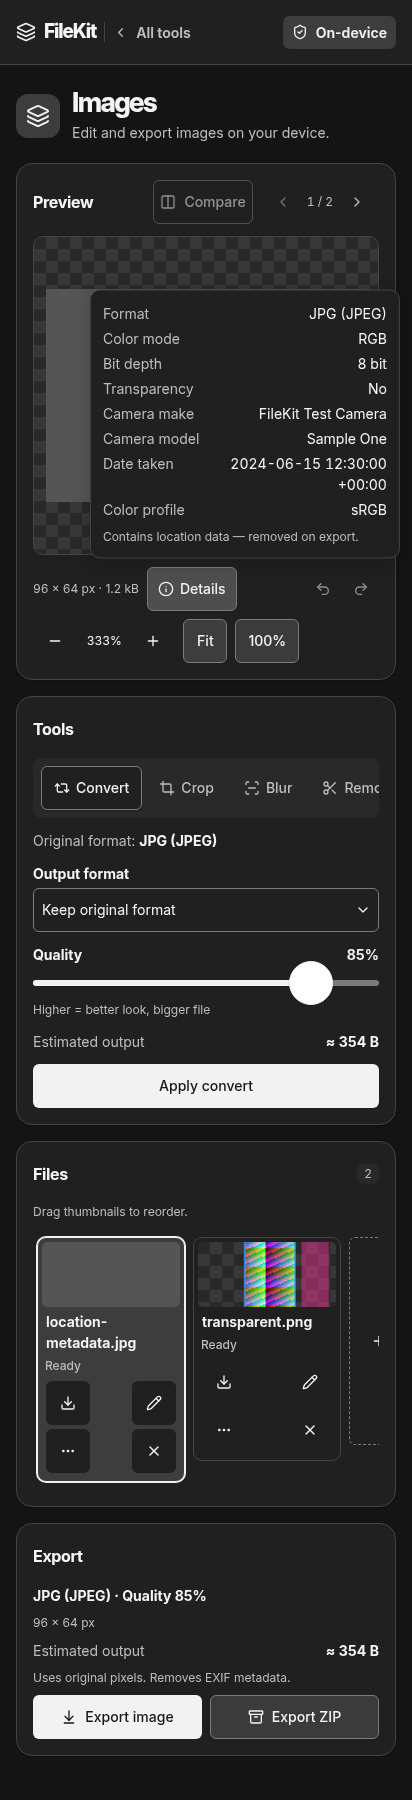 FileKit
All tools
On-device
Images
Edit and export images on your device.
Preview
Compare
1 / 2
Format JPG (JPEG)
Color mode RGB
Bit depth 8 bit
Transparency No
Camera make FileKit Test Camera
Camera model Sample One
Date taken 2024-06-15 12:30:00
+00:00
Color profile sRGB
Contains location data — removed on export.
96 × 64 px · 1.2 kB
Details
333%
Fit
100%
Tools
Convert
Crop
Blur
Remo
Original format: JPG (JPEG)
Output format
Keep original format
Quality 85%
Higher = better look, bigger file
Estimated output ≈ 354 B
Apply convert
Files 2
Drag thumbnails to reorder.
location-
metadata.jpg
Ready
transparent.png
Ready
Export
JPG (JPEG) · Quality 85%
96 × 64 px
Estimated output ≈ 354 B
Uses original pixels. Removes EXIF metadata.
Export image
Export ZIP